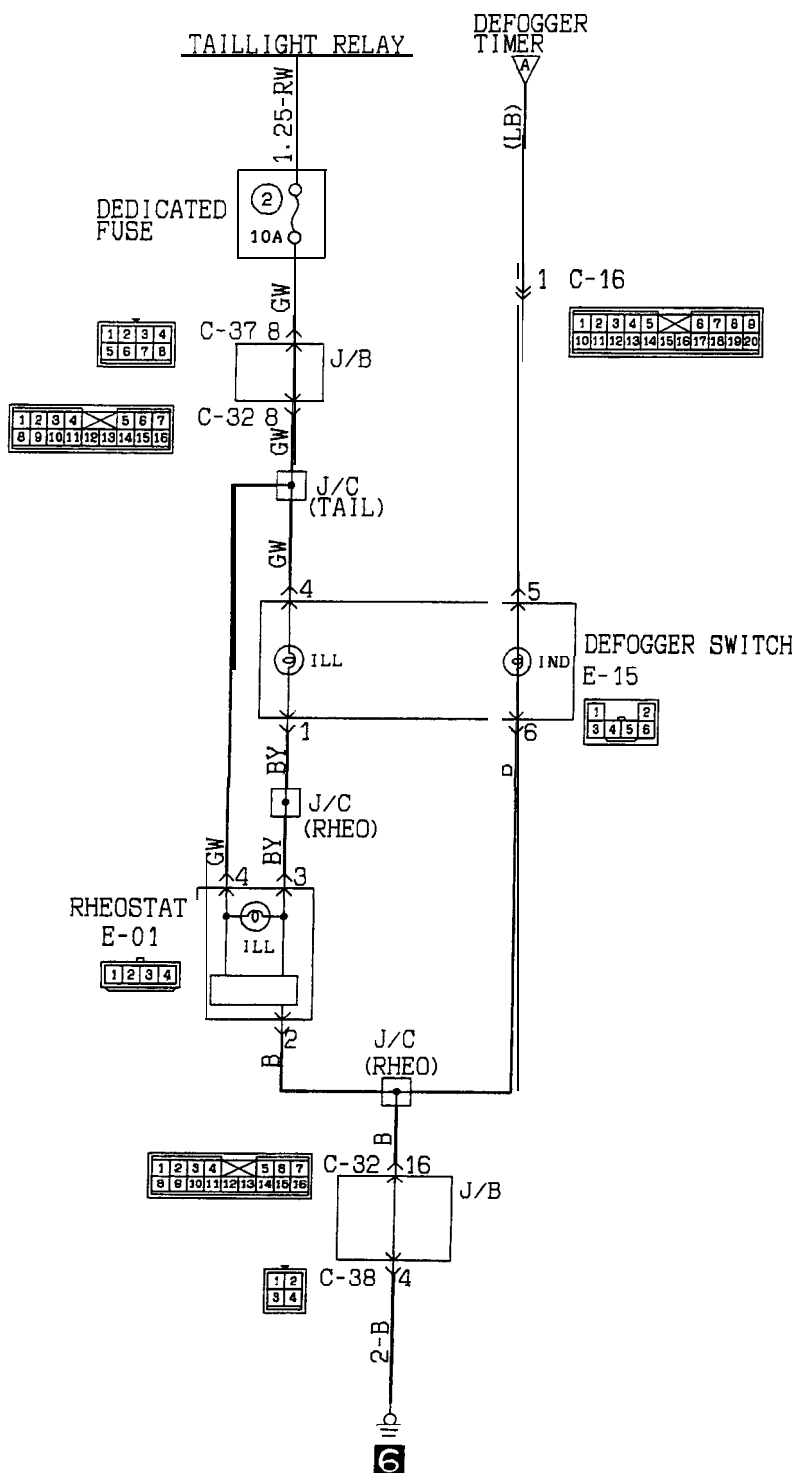 TAILLIGHT RELAY
DEFOGGER
TIMER
A
1.25-RW
(LB)
DEDICATED
FUSE
2
10A
GW
1 C-16
1 2 3 4 5 6 7 8 9
10 11 12 13 14 15 16 17 18 19 20
C-37 8
1 2 3 4
5 6 7 8
J/B
C-32 8
1 2 3 4 5 6 7
8 9 10 11 12 13 14 15 16
GW
J/C
(TAIL)
GW
4
5
ILL
IND
DEFOGGER SWITCH
E-15
1 2
3 4 5 6
1
6
BY
J/C
(RHEO)
GW
BY
4
3
RHEOSTAT
E-01
1 2 3 4
ILL
2
B
J/C
(RHEO)
B
C-32 16
1 2 3 4 5 6 7
8 9 10 11 12 13 14 15 16
J/B
C-38 4
1 2
3 4
2-B
6